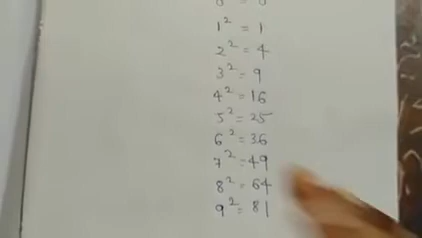 1² = 1
2² = 4
3² = 9
4² = 16
5² = 25
6² = 36
7² = 49
8² = 64
9² = 81